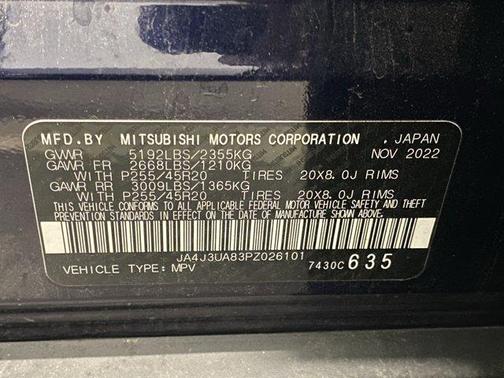 MFD.BY MITSUBISHI MOTORS CORPORATION , JAPAN
GVWR 5192LBS/2355KG NOV 2022
GAWR FR 2668LBS/1210KG
WITH P255/45R20 TIRES 20X8.0J RIMS
GAWR RR 3009LBS/1365KG
WITH P255/45R20 TIRES 20X8.0J RIMS
THIS VEHICLE CONFORMS TO ALL APPLICABLE FEDERAL MOTOR
VEHICLE SAFETY, BUMPER, AND THEFT
PREVENTION STANDARDS IN EFFECT ON THE DATE OF MANUFACTURE SHOWN ABOVE.
JA4J3UA83PZ026101
VEHICLE TYPE: MPV 7430C 635